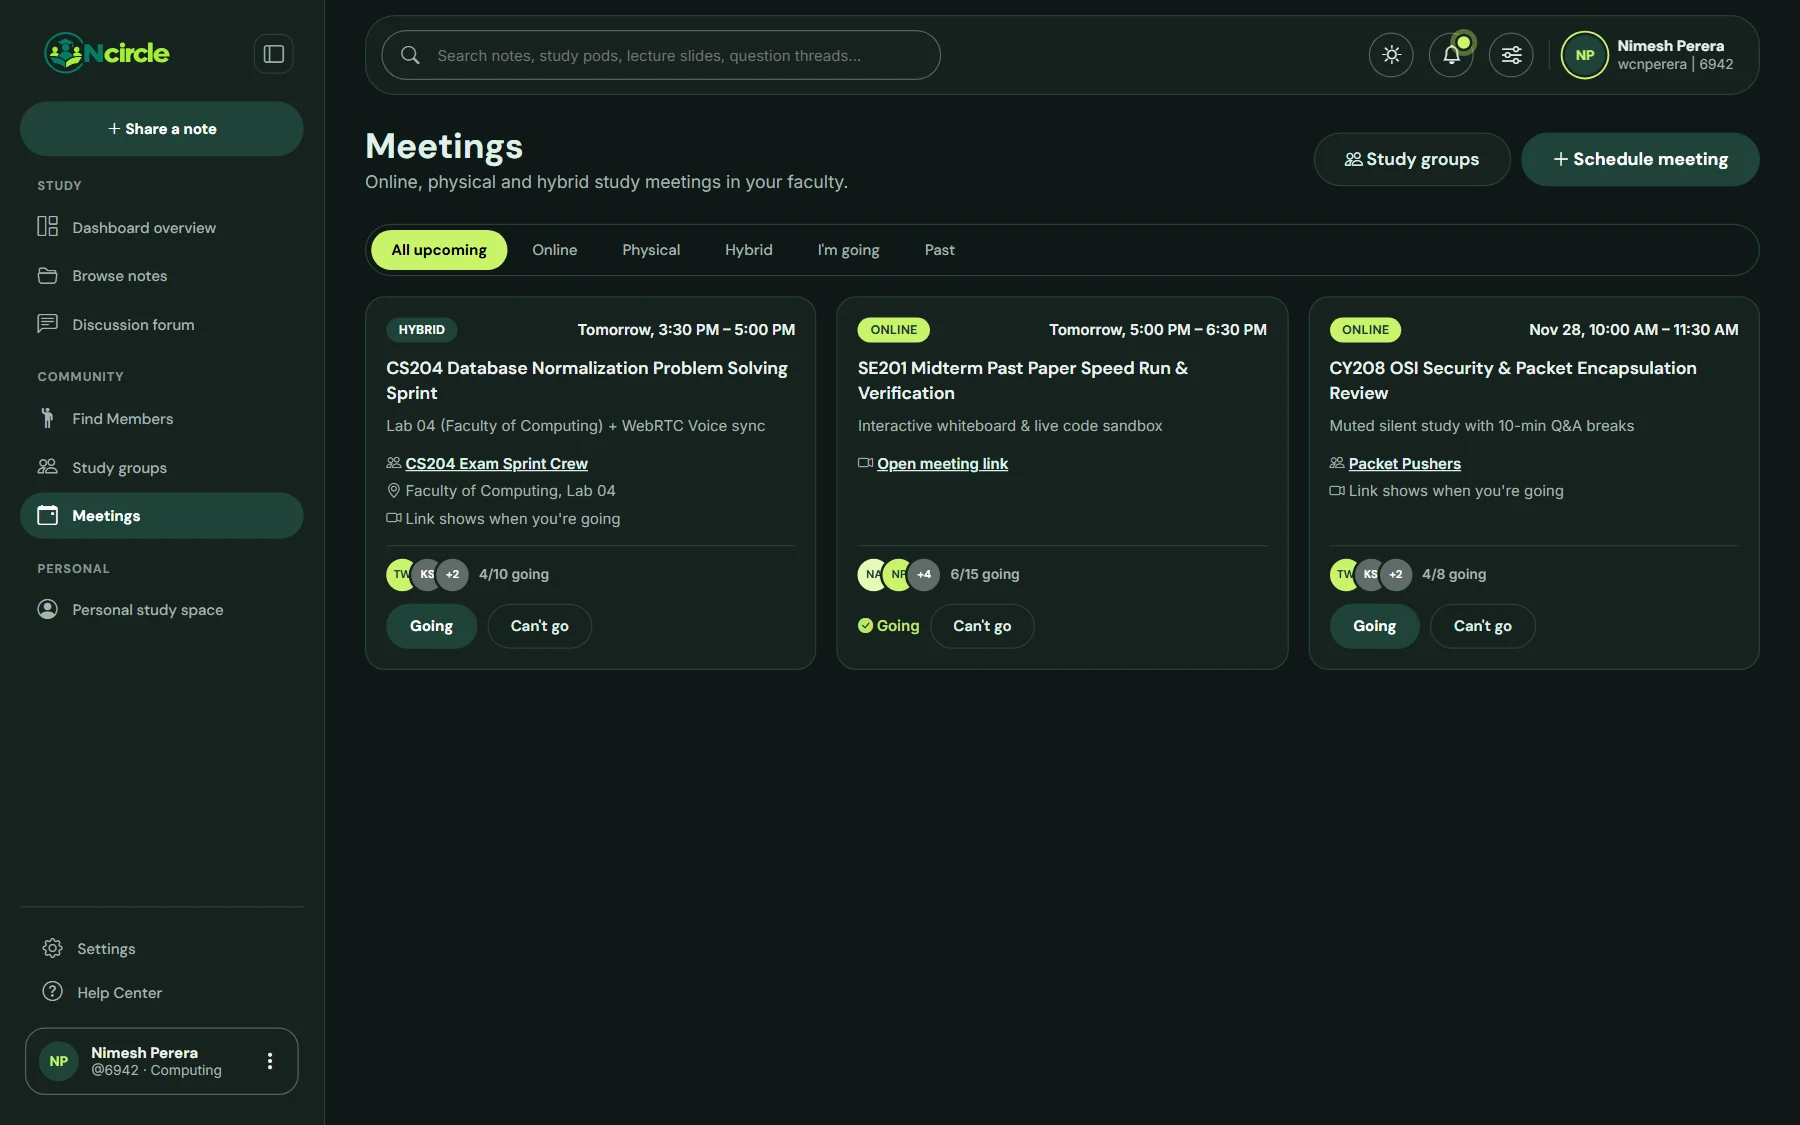 Ncircle
+ Share a note
STUDY
Dashboard overview
Browse notes
Discussion forum
COMMUNITY
Find Members
Study groups
Meetings
PERSONAL
Personal study space
Settings
Help Center
NP
Nimesh Perera
@6942 · Computing
Search notes, study pods, lecture slides, question threads...
NP
Nimesh Perera
wcnperera | 6942
Meetings
Online, physical and hybrid study meetings in your faculty.
Study groups
+ Schedule meeting
All upcoming
Online
Physical
Hybrid
I'm going
Past
HYBRID
Tomorrow, 3:30 PM – 5:00 PM
CS204 Database Normalization Problem Solving
Sprint
Lab 04 (Faculty of Computing) + WebRTC Voice sync
CS204 Exam Sprint Crew
Faculty of Computing, Lab 04
Link shows when you're going
TW
KS
+2
4/10 going
Going
Can't go
ONLINE
Tomorrow, 5:00 PM – 6:30 PM
SE201 Midterm Past Paper Speed Run &
Verification
Interactive whiteboard & live code sandbox
Open meeting link
NA
NP
+4
6/15 going
Going
Can't go
ONLINE
Nov 28, 10:00 AM – 11:30 AM
CY208 OSI Security & Packet Encapsulation
Review
Muted silent study with 10-min Q&A breaks
Packet Pushers
Link shows when you're going
TW
KS
+2
4/8 going
Going
Can't go